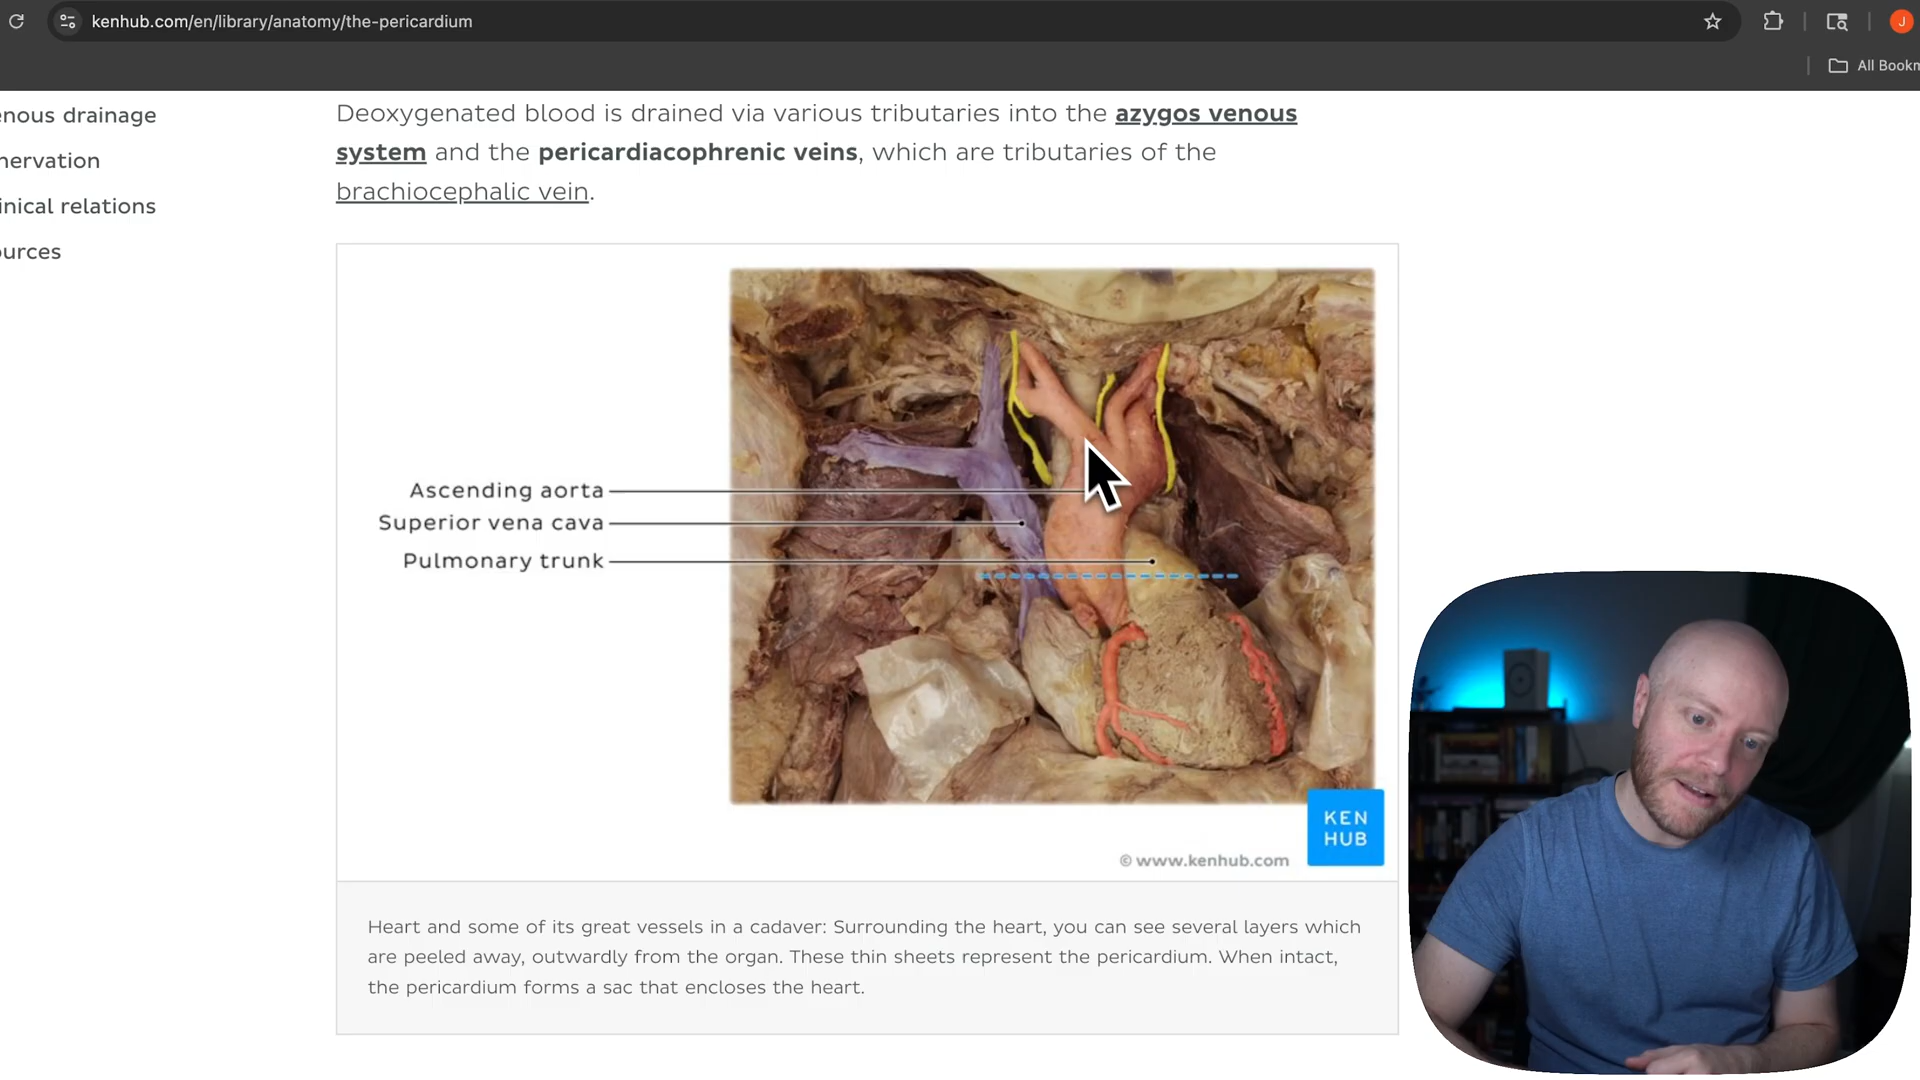 kenhub.com/en/library/anatomy/the-pericardium
J
All Bookm
enous drainage
nervation
inical relations
ources
Deoxygenated blood is drained via various tributaries into the azygos venous
system and the pericardiacophrenic veins, which are tributaries of the
brachiocephalic vein.
Ascending aorta
Superior vena cava
Pulmonary trunk
KEN
HUB
© www.kenhub.com
Heart and some of its great vessels in a cadaver: Surrounding the heart, you can see several layers which
are peeled away, outwardly from the organ. These thin sheets represent the pericardium. When intact,
the pericardium forms a sac that encloses the heart.